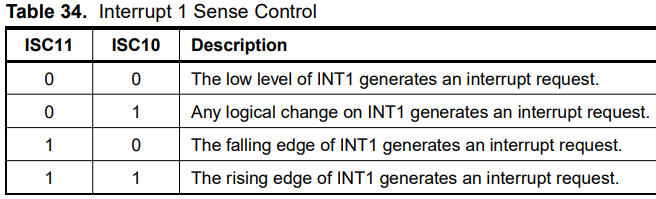 Table 34. Interrupt 1 Sense Control
ISC11 ISC10 Description
0 0 The low level of INT1 generates an interrupt request.
0 1 Any logical change on INT1 generates an interrupt request.
1 0 The falling edge of INT1 generates an interrupt request.
1 1 The rising edge of INT1 generates an interrupt request.